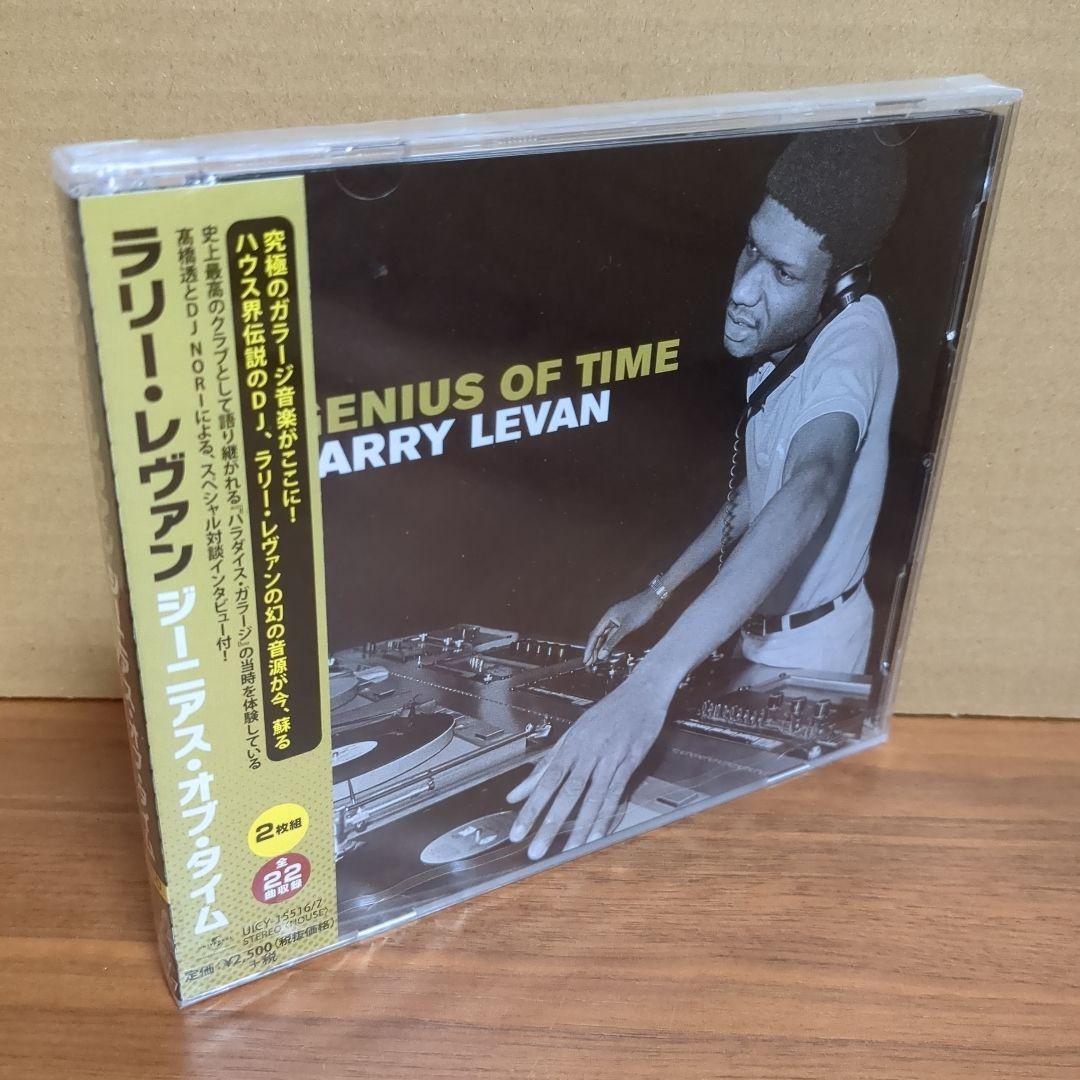 究極のガラージ音楽がここに!
ハウス界伝説のDJ、ラリー・レヴァンの幻の音源が今、蘇る
史上最高のクラブとして語り継がれる『パラダイス・ガラージ』の当時を体験している
高橋透とDJ NORIによる、スペシャル対談インタビュー付!
ラリー・レヴァン ジーニアス・オブ・タイム
GENIUS OF TIME
ARRY LEVAN
2枚組
全
22
曲収録
UICY-15516/7
STEREO〈HOUSE〉
定価:¥2,500(税抜価格)
+税